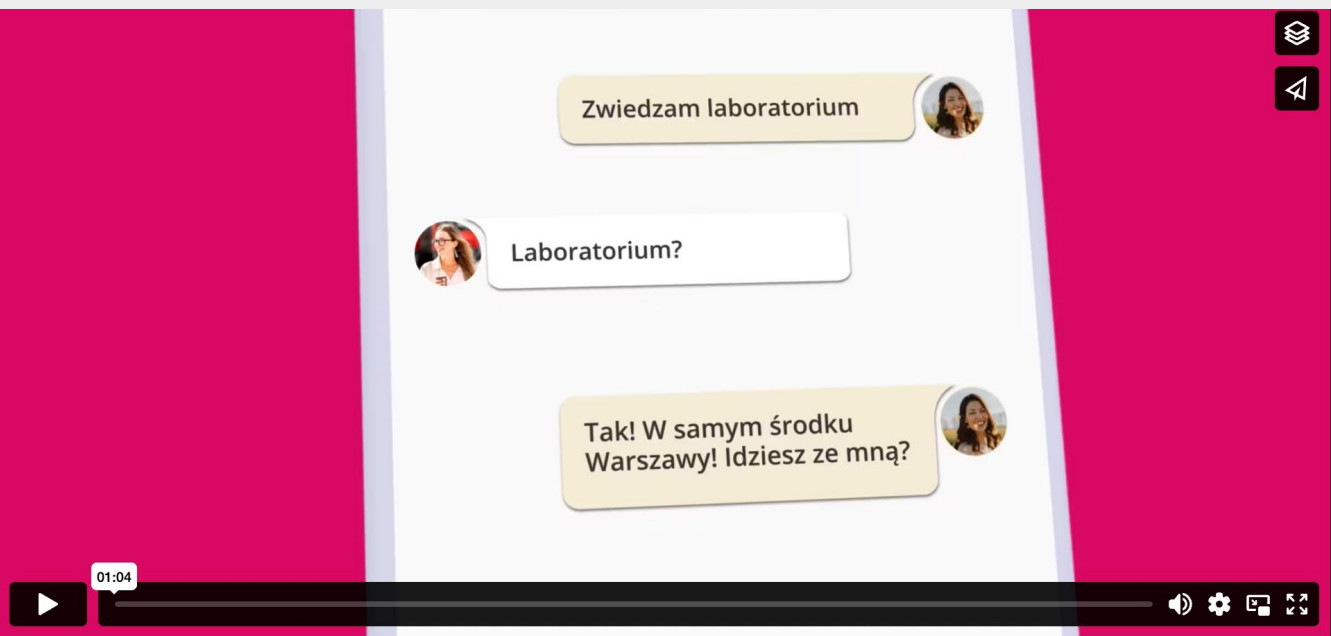 Zwiedzam laboratorium
Laboratorium?
Tak! W samym środku
Warszawy! Idziesz ze mną?
01:04